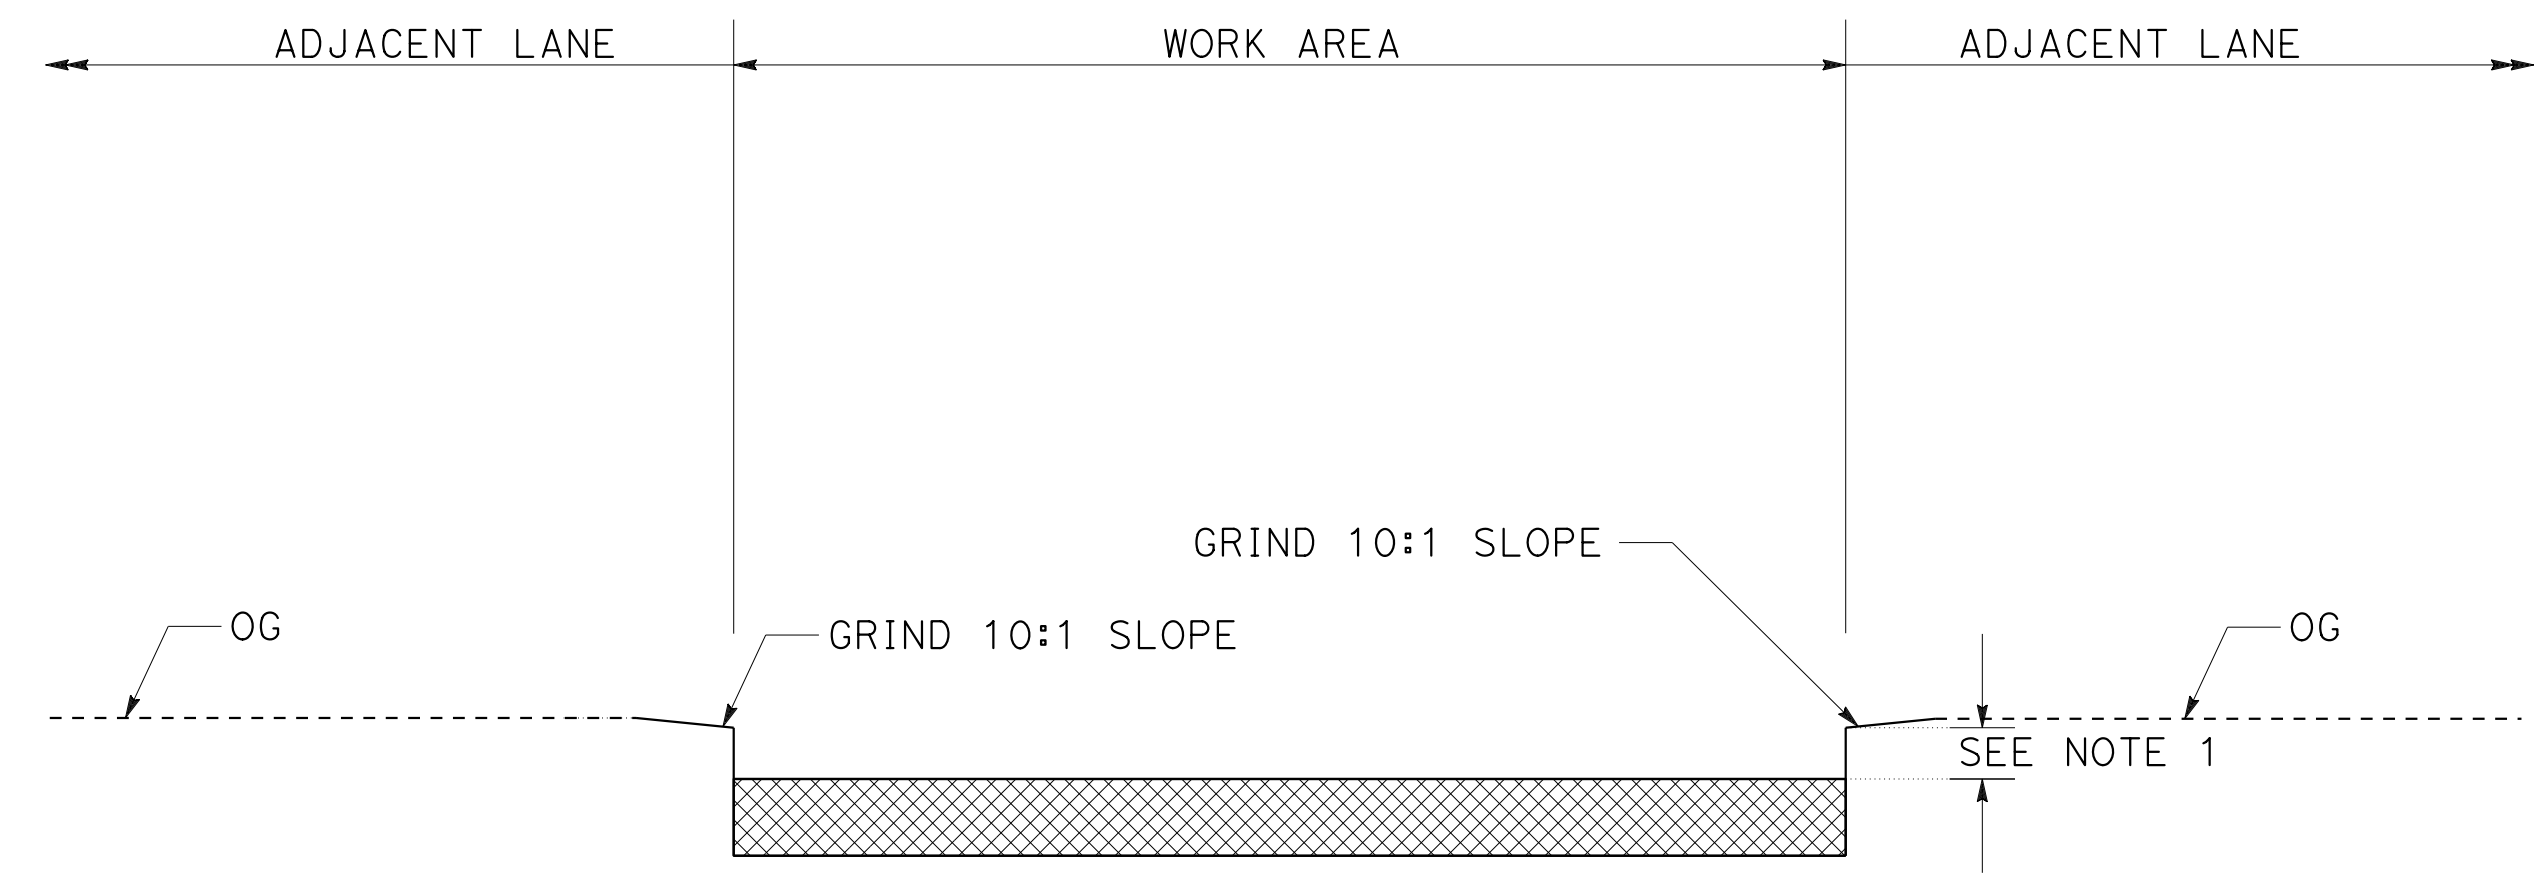 ADJACENT LANE
WORK AREA
ADJACENT LANE
GRIND 10:1 SLOPE
OG
GRIND 10:1 SLOPE
OG
SEE NOTE 1